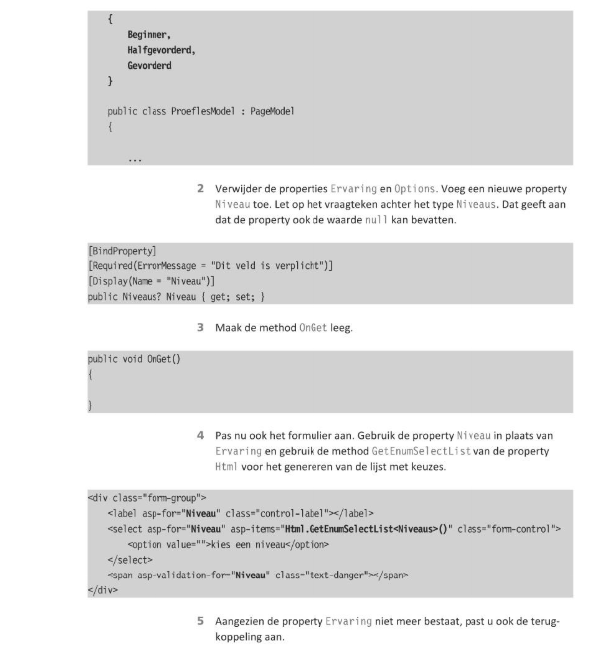 {
Beginner,
Halfgevorderd,
Gevorderd
}
public class ProeflesModel : PageModel
{
...
2 Verwijder de properties Ervaring en Options. Voeg een nieuwe property
Niveau toe. Let op het vraagteken achter het type Niveaus. Dat geeft aan
dat de property ook de waarde null kan bevatten.
[BindProperty]
[Required(ErrorMessage = "Dit veld is verplicht")]
[Display(Name = "Niveau")]
public Niveaus? Niveau { get; set; }
3 Maak de method OnGet leeg.
public void OnGet()
{
}
4 Pas nu ook het formulier aan. Gebruik de property Niveau in plaats van
Ervaring en gebruik de method GetEnumSelectList van de property
Html voor het genereren van de lijst met keuzes.
<div class="form-group">
<label asp-for="Niveau" class="control-label"></label>
<select asp-for="Niveau" asp-items="Html.GetEnumSelectList<Niveaus>()" class="form-control">
<option value="">kies een niveau</option>
</select>
<span asp-validation-for="Niveau" class="text-danger"></span>
</div>
5 Aangezien de property Ervaring niet meer bestaat, past u ook de terug-
koppeling aan.